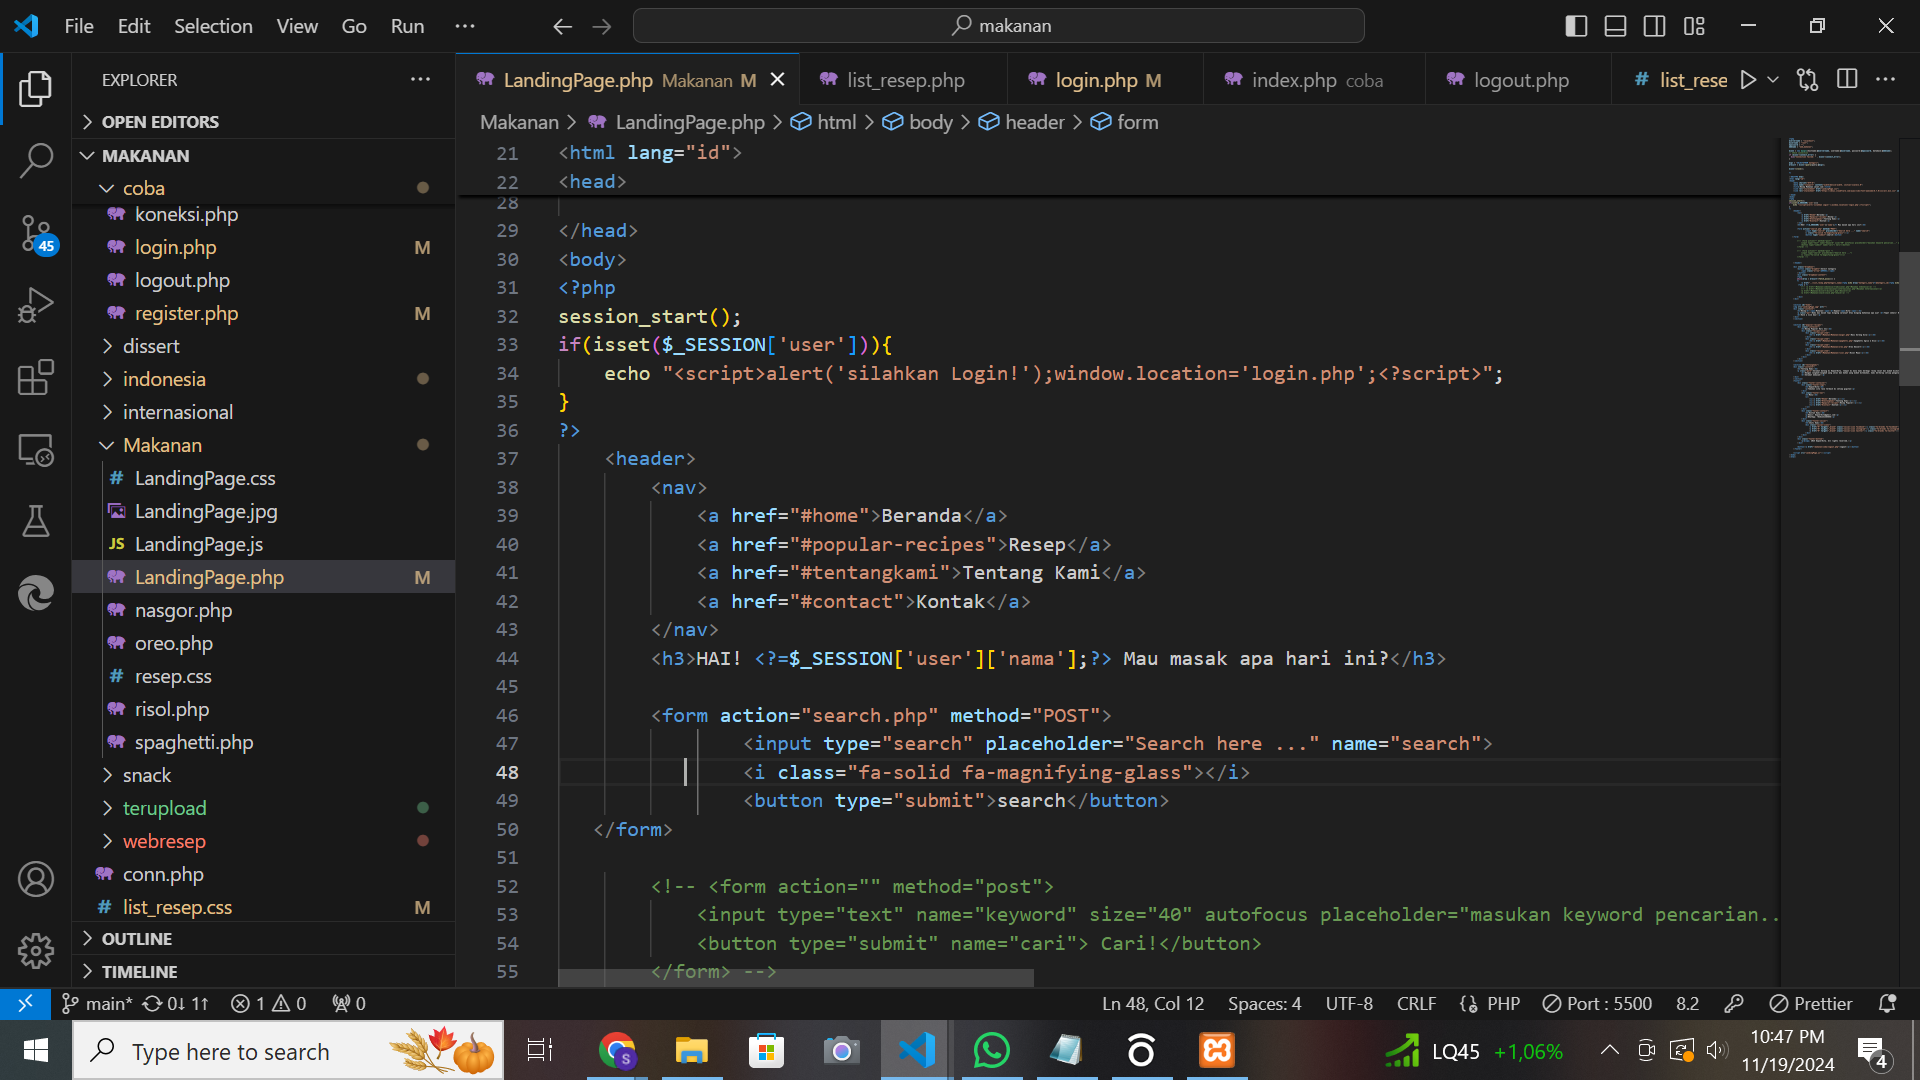 File Edit Selection View Go Run ···
makanan
EXPLORER
OPEN EDITORS
MAKANAN
coba
koneksi.php
login.php M
logout.php
register.php M
dissert
indonesia
internasional
Makanan
LandingPage.css
LandingPage.jpg
JS LandingPage.js
LandingPage.php M
nasgor.php
oreo.php
# resep.css
risol.php
spaghetti.php
snack
terupload
webresep
conn.php
# list_resep.css M
OUTLINE
TIMELINE
45
LandingPage.php Makanan M
list_resep.php
login.php M
index.php coba
logout.php
# list_rese
Makanan > LandingPage.php > html > body > header > form
21 <html lang="id">
22 <head>
28
29 </head>
30 <body>
31 <?php
32 session_start();
33 if(isset($_SESSION['user'])){
34 echo "<script>alert('silahkan Login!');window.location='login.php';<?script>";
35 }
36 ?>
37 <header>
38 <nav>
39 <a href="#home">Beranda</a>
40 <a href="#popular-recipes">Resep</a>
41 <a href="#tentangkami">Tentang Kami</a>
42 <a href="#contact">Kontak</a>
43 </nav>
44 <h3>HAI! <?=$_SESSION['user']['nama'];?> Mau masak apa hari ini?</h3>
45
46 <form action="search.php" method="POST">
47 <input type="search" placeholder="Search here ..." name="search">
48 <i class="fa-solid fa-magnifying-glass"></i>
49 <button type="submit">search</button>
50 </form>
51
52 <!-- <form action="" method="post">
53 <input type="text" name="keyword" size="40" autofocus placeholder="masukan keyword pencarian..
54 <button type="submit" name="cari"> Cari!</button>
55 </form> -->
main* 0↓ 1↑ 1 0 0
Ln 48, Col 12 Spaces: 4 UTF-8 CRLF PHP Port : 5500 8.2 Prettier
Type here to search
S
LQ45 +1,06%
10:47 PM
11/19/2024
4